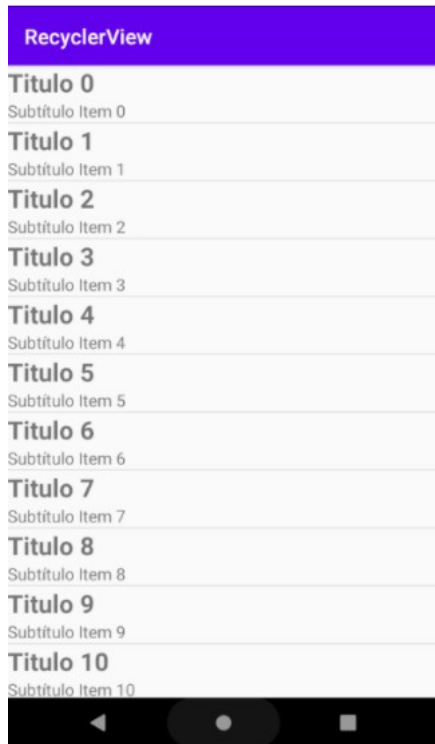 RecyclerView
Titulo 0
Subtítulo Item 0
Titulo 1
Subtítulo Item 1
Titulo 2
Subtítulo Item 2
Titulo 3
Subtítulo Item 3
Titulo 4
Subtítulo Item 4
Titulo 5
Subtítulo Item 5
Titulo 6
Subtítulo Item 6
Titulo 7
Subtítulo Item 7
Titulo 8
Subtítulo Item 8
Titulo 9
Subtítulo Item 9
Titulo 10
Subtítulo Item 10